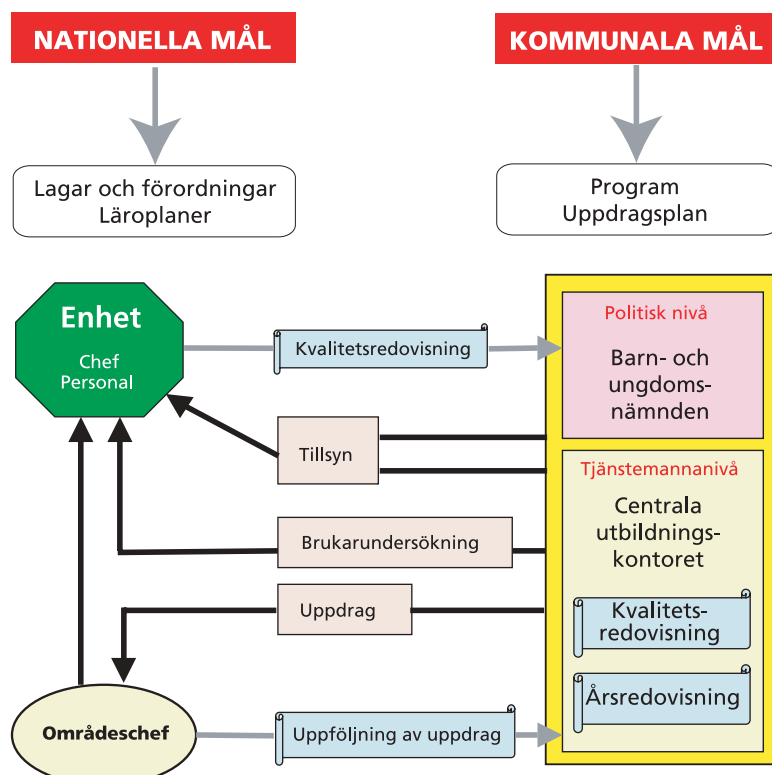 NATIONELLA MÅL
KOMMUNALA MÅL
Lagar och förordningar
Läroplaner
Program
Uppdragsplan
Enhet
Chef
Personal
Kvalitetsredovisning
Politisk nivå
Barn- och
ungdoms-
nämnden
Tillsyn
Tjänstemannanivå
Centrala
utbildnings-
kontoret
Brukarundersökning
Uppdrag
Kvalitets-
redovisning
Årsredovisning
Områdeschef
Uppföljning av uppdrag